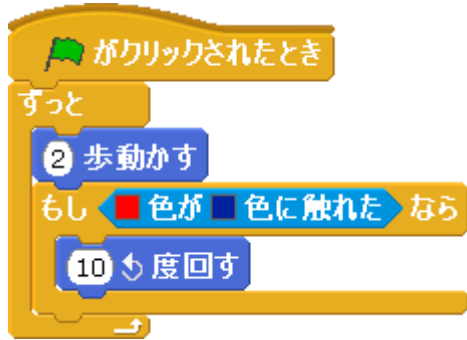 がクリックされたとき
ずっと
2 歩動かす
もし 色が 色に触れた なら
10 度回す